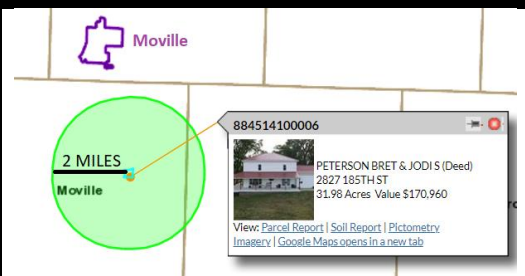 Moville
884514100006
2 MILES
Moville
PETERSON BRET & JODI S (Deed)
2827 185TH ST
31.98 Acres Value $170,960
View: Parcel Report | Soil Report | Pictometry
Imagery | Google Maps opens in a new tab